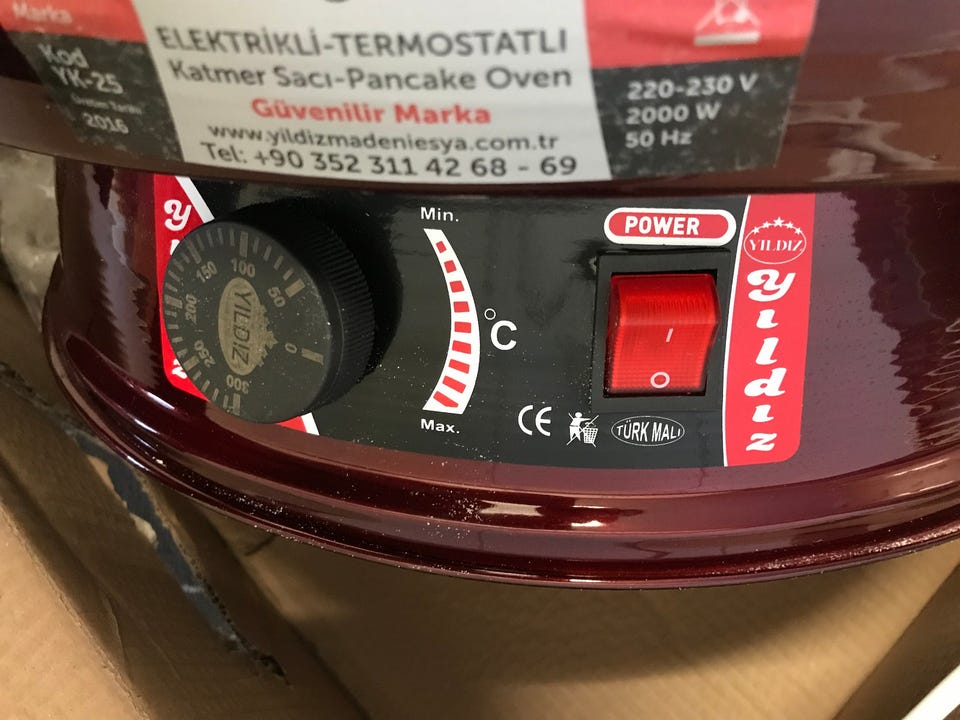 Marka
Kod
YK-25
Üretim Tarihi
2016
ELEKTRİKLİ-TERMOSTATLI
Katmer Sacı-Pancake Oven
Güvenilir Marka
www.yildizmadeniesya.com.tr
Tel: +90 352 311 42 68 - 69
220-230 V
2000 W
50 Hz
Y
0
50
100
150
200
250
300
YILDIZ
Min.
°C
Max.
POWER
I
O
CE
TÜRK MALI
YILDIZ
Yıldız